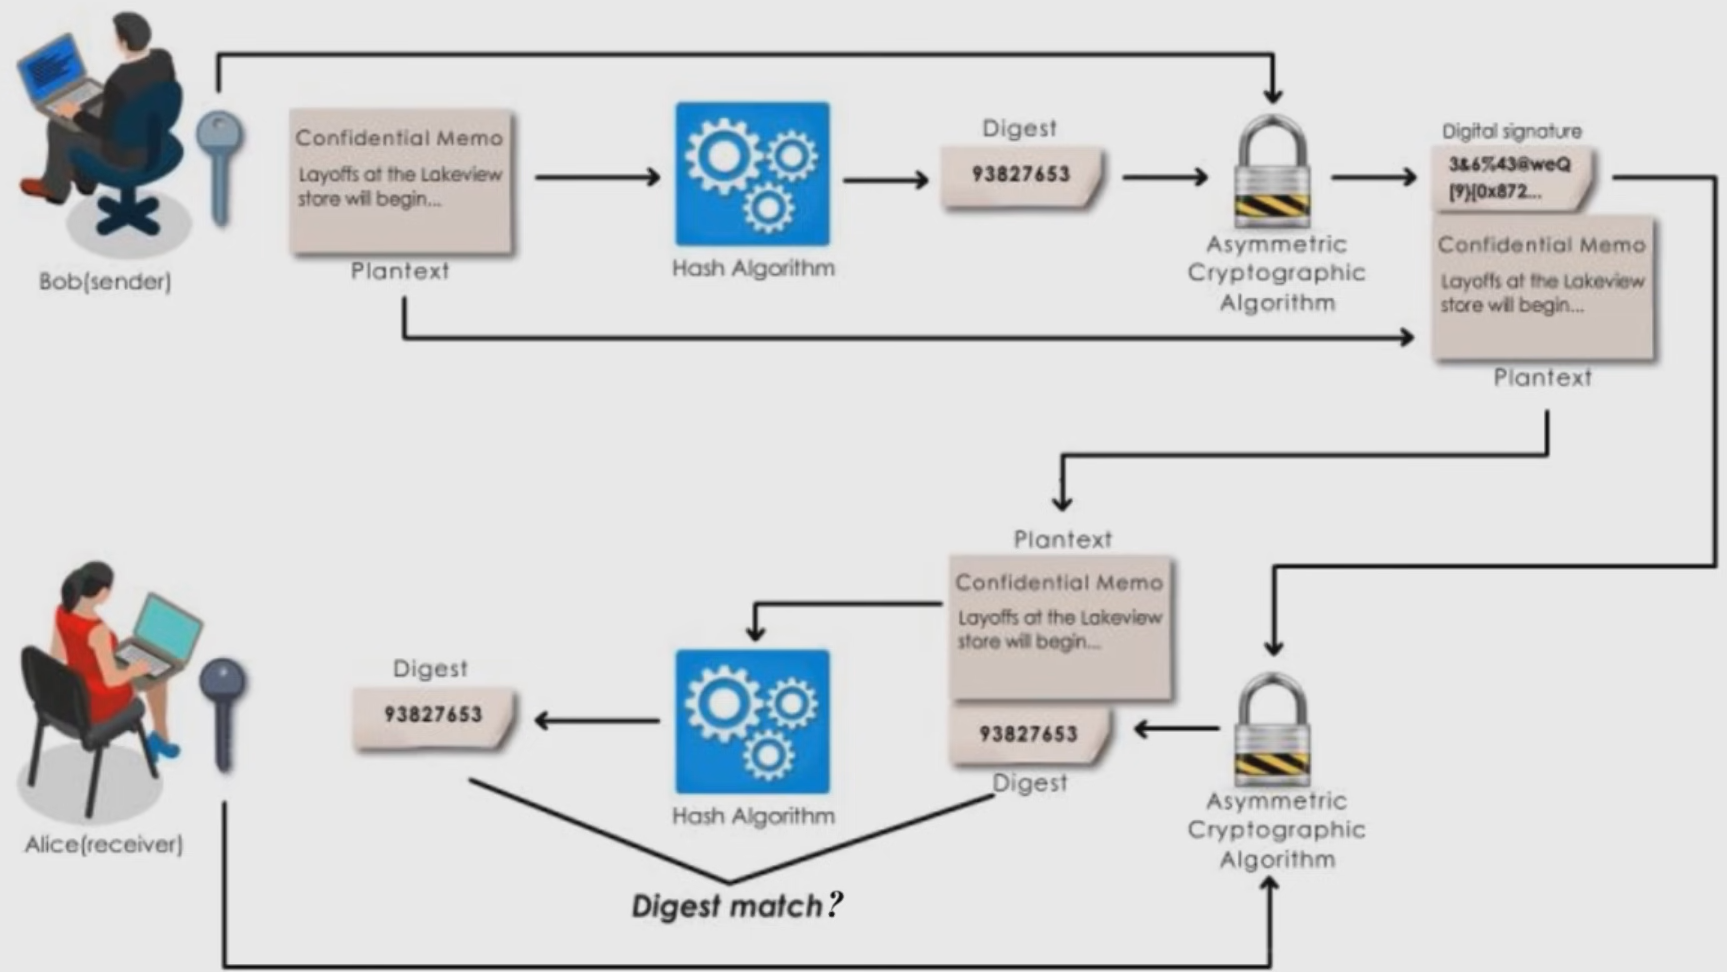 Bob(sender)
Confidential Memo
Layoffs at the Lakeview
store will begin...
Plantext
Hash Algorithm
Digest
93827653
Asymmetric
Cryptographic
Algorithm
Digital signature
3&6%43@weQ
[9}[0x872...
Confidential Memo
Layoffs at the Lakeview
store will begin...
Plantext
Alice(receiver)
Digest
93827653
Hash Algorithm
Plantext
Confidential Memo
Layoffs at the Lakeview
store will begin...
93827653
Digest
Asymmetric
Cryptographic
Algorithm
Digest match?